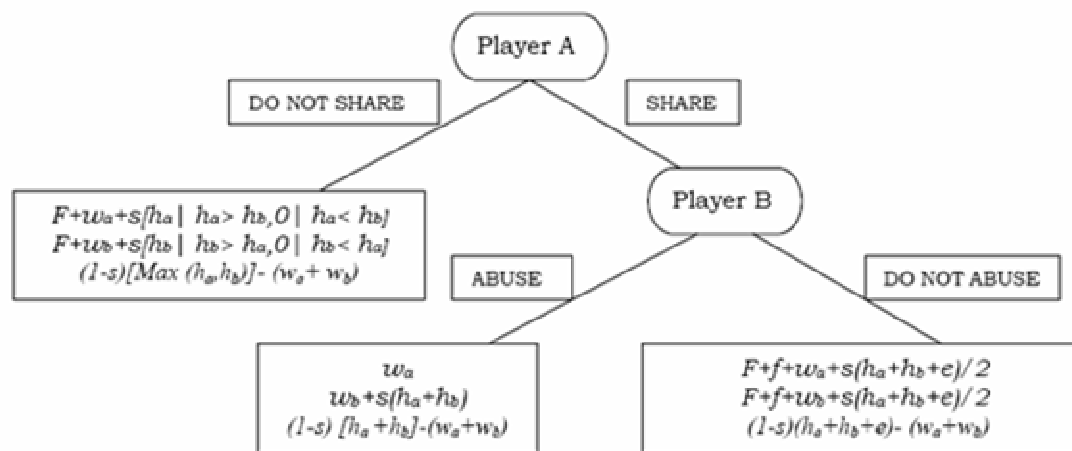 Player A
DO NOT SHARE
SHARE
F+wa+s[ha| ha> hb,0| ha< hb]
F+wb+s[hb| hb> ha,0| hb< ha]
(1-s)[Max (ha,hb)]- (wa+ wb)
Player B
ABUSE
DO NOT ABUSE
wa
wb+s(ha+hb)
(1-s) [ha+hb]-(wa+wb)
F+f+wa+s(ha+hb+e)/2
F+f+wb+s(ha+hb+e)/2
(1-s)(ha+hb+e)- (wa+wb)